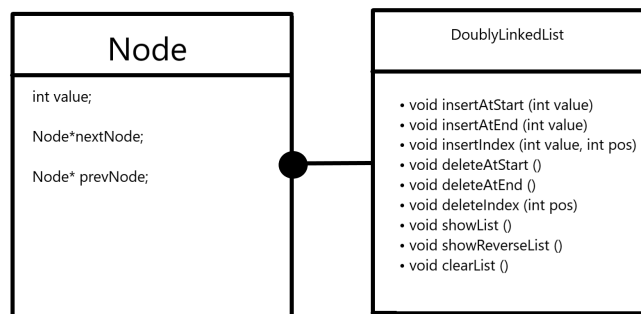 Node
int value;
Node*nextNode;
Node* prevNode;
DoublyLinkedList
• void insertAtStart (int value)
• void insertAtEnd (int value)
• void insertIndex (int value, int pos)
• void deleteAtStart ()
• void deleteAtEnd ()
• void deleteIndex (int pos)
• void showList ()
• void showReverseList ()
• void clearList ()